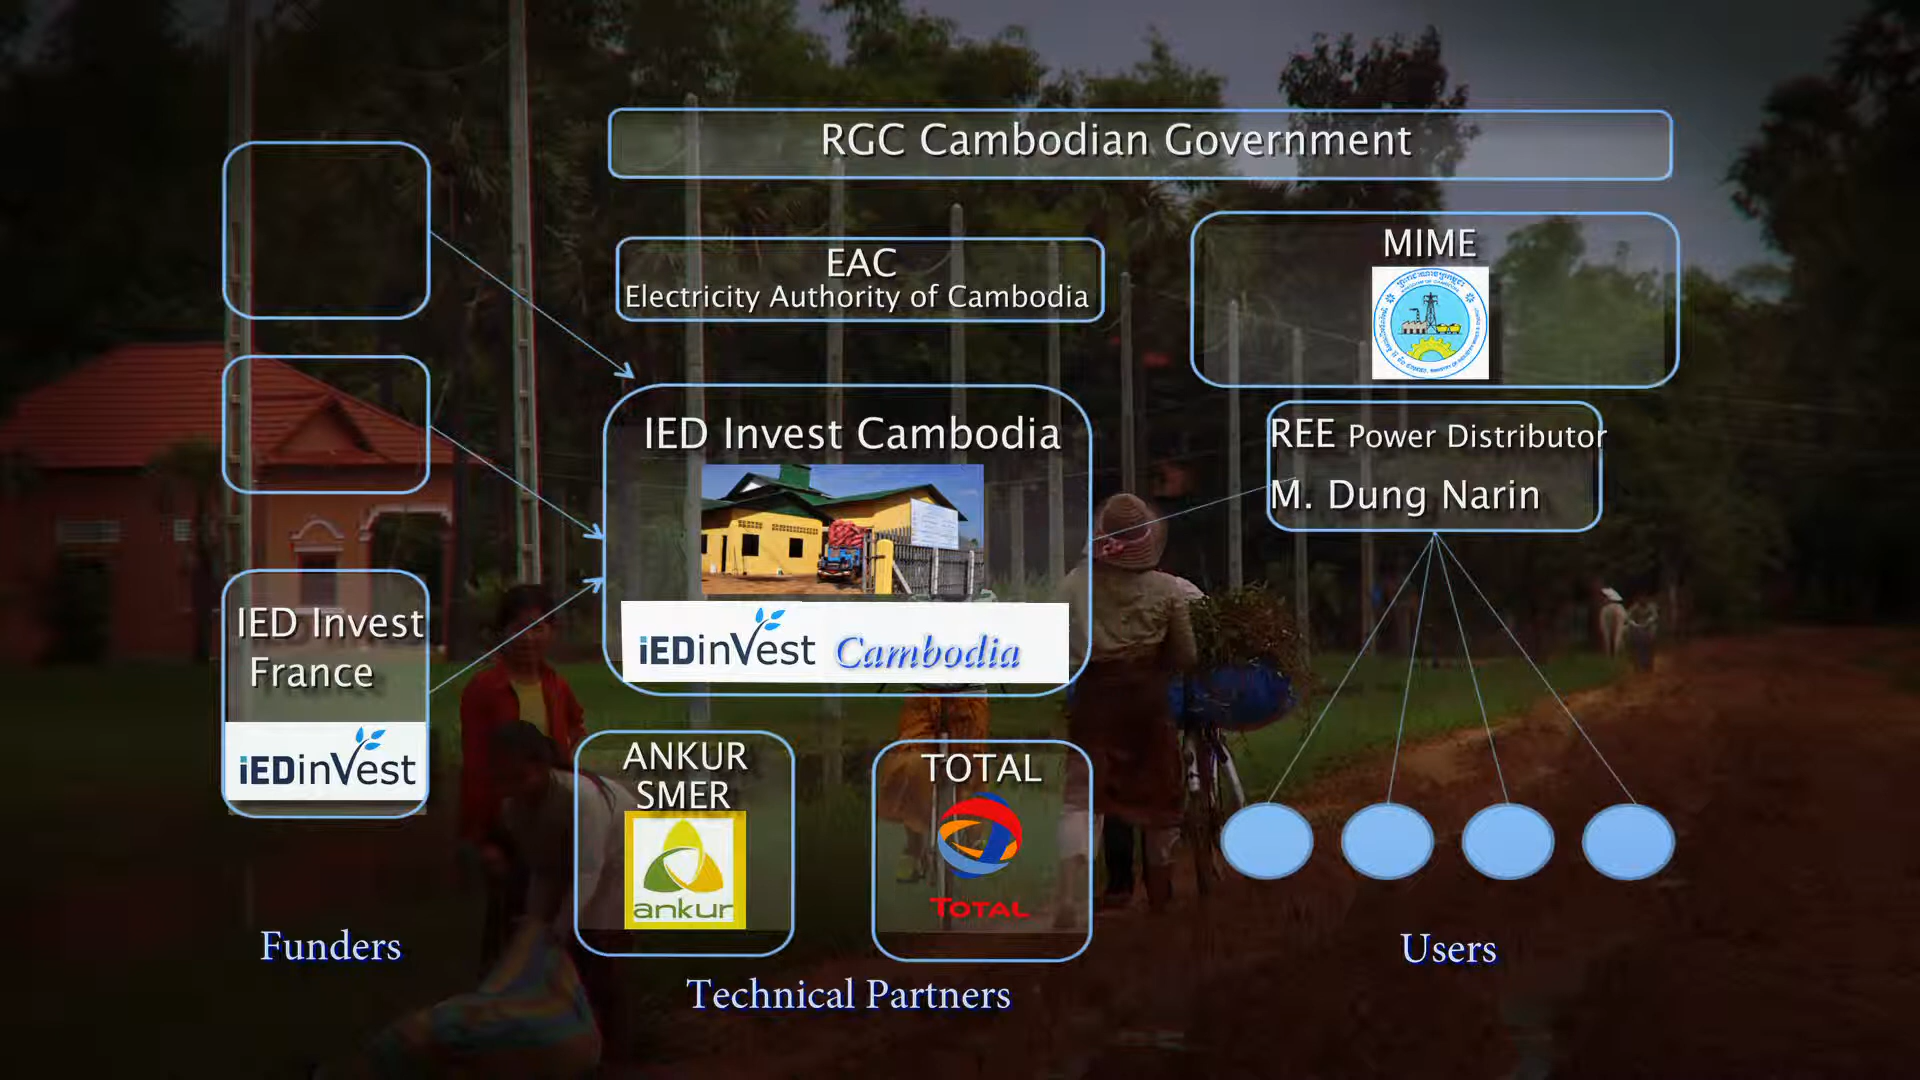 RGC Cambodian Government
EAC
Electricity Authority of Cambodia
MIME
IED Invest Cambodia
iEDinVest Cambodia
REE Power Distributor
M. Dung Narin
IED Invest
France
iEDinVest
ANKUR
SMER
ankur
TOTAL
TOTAL
Funders
Technical Partners
Users